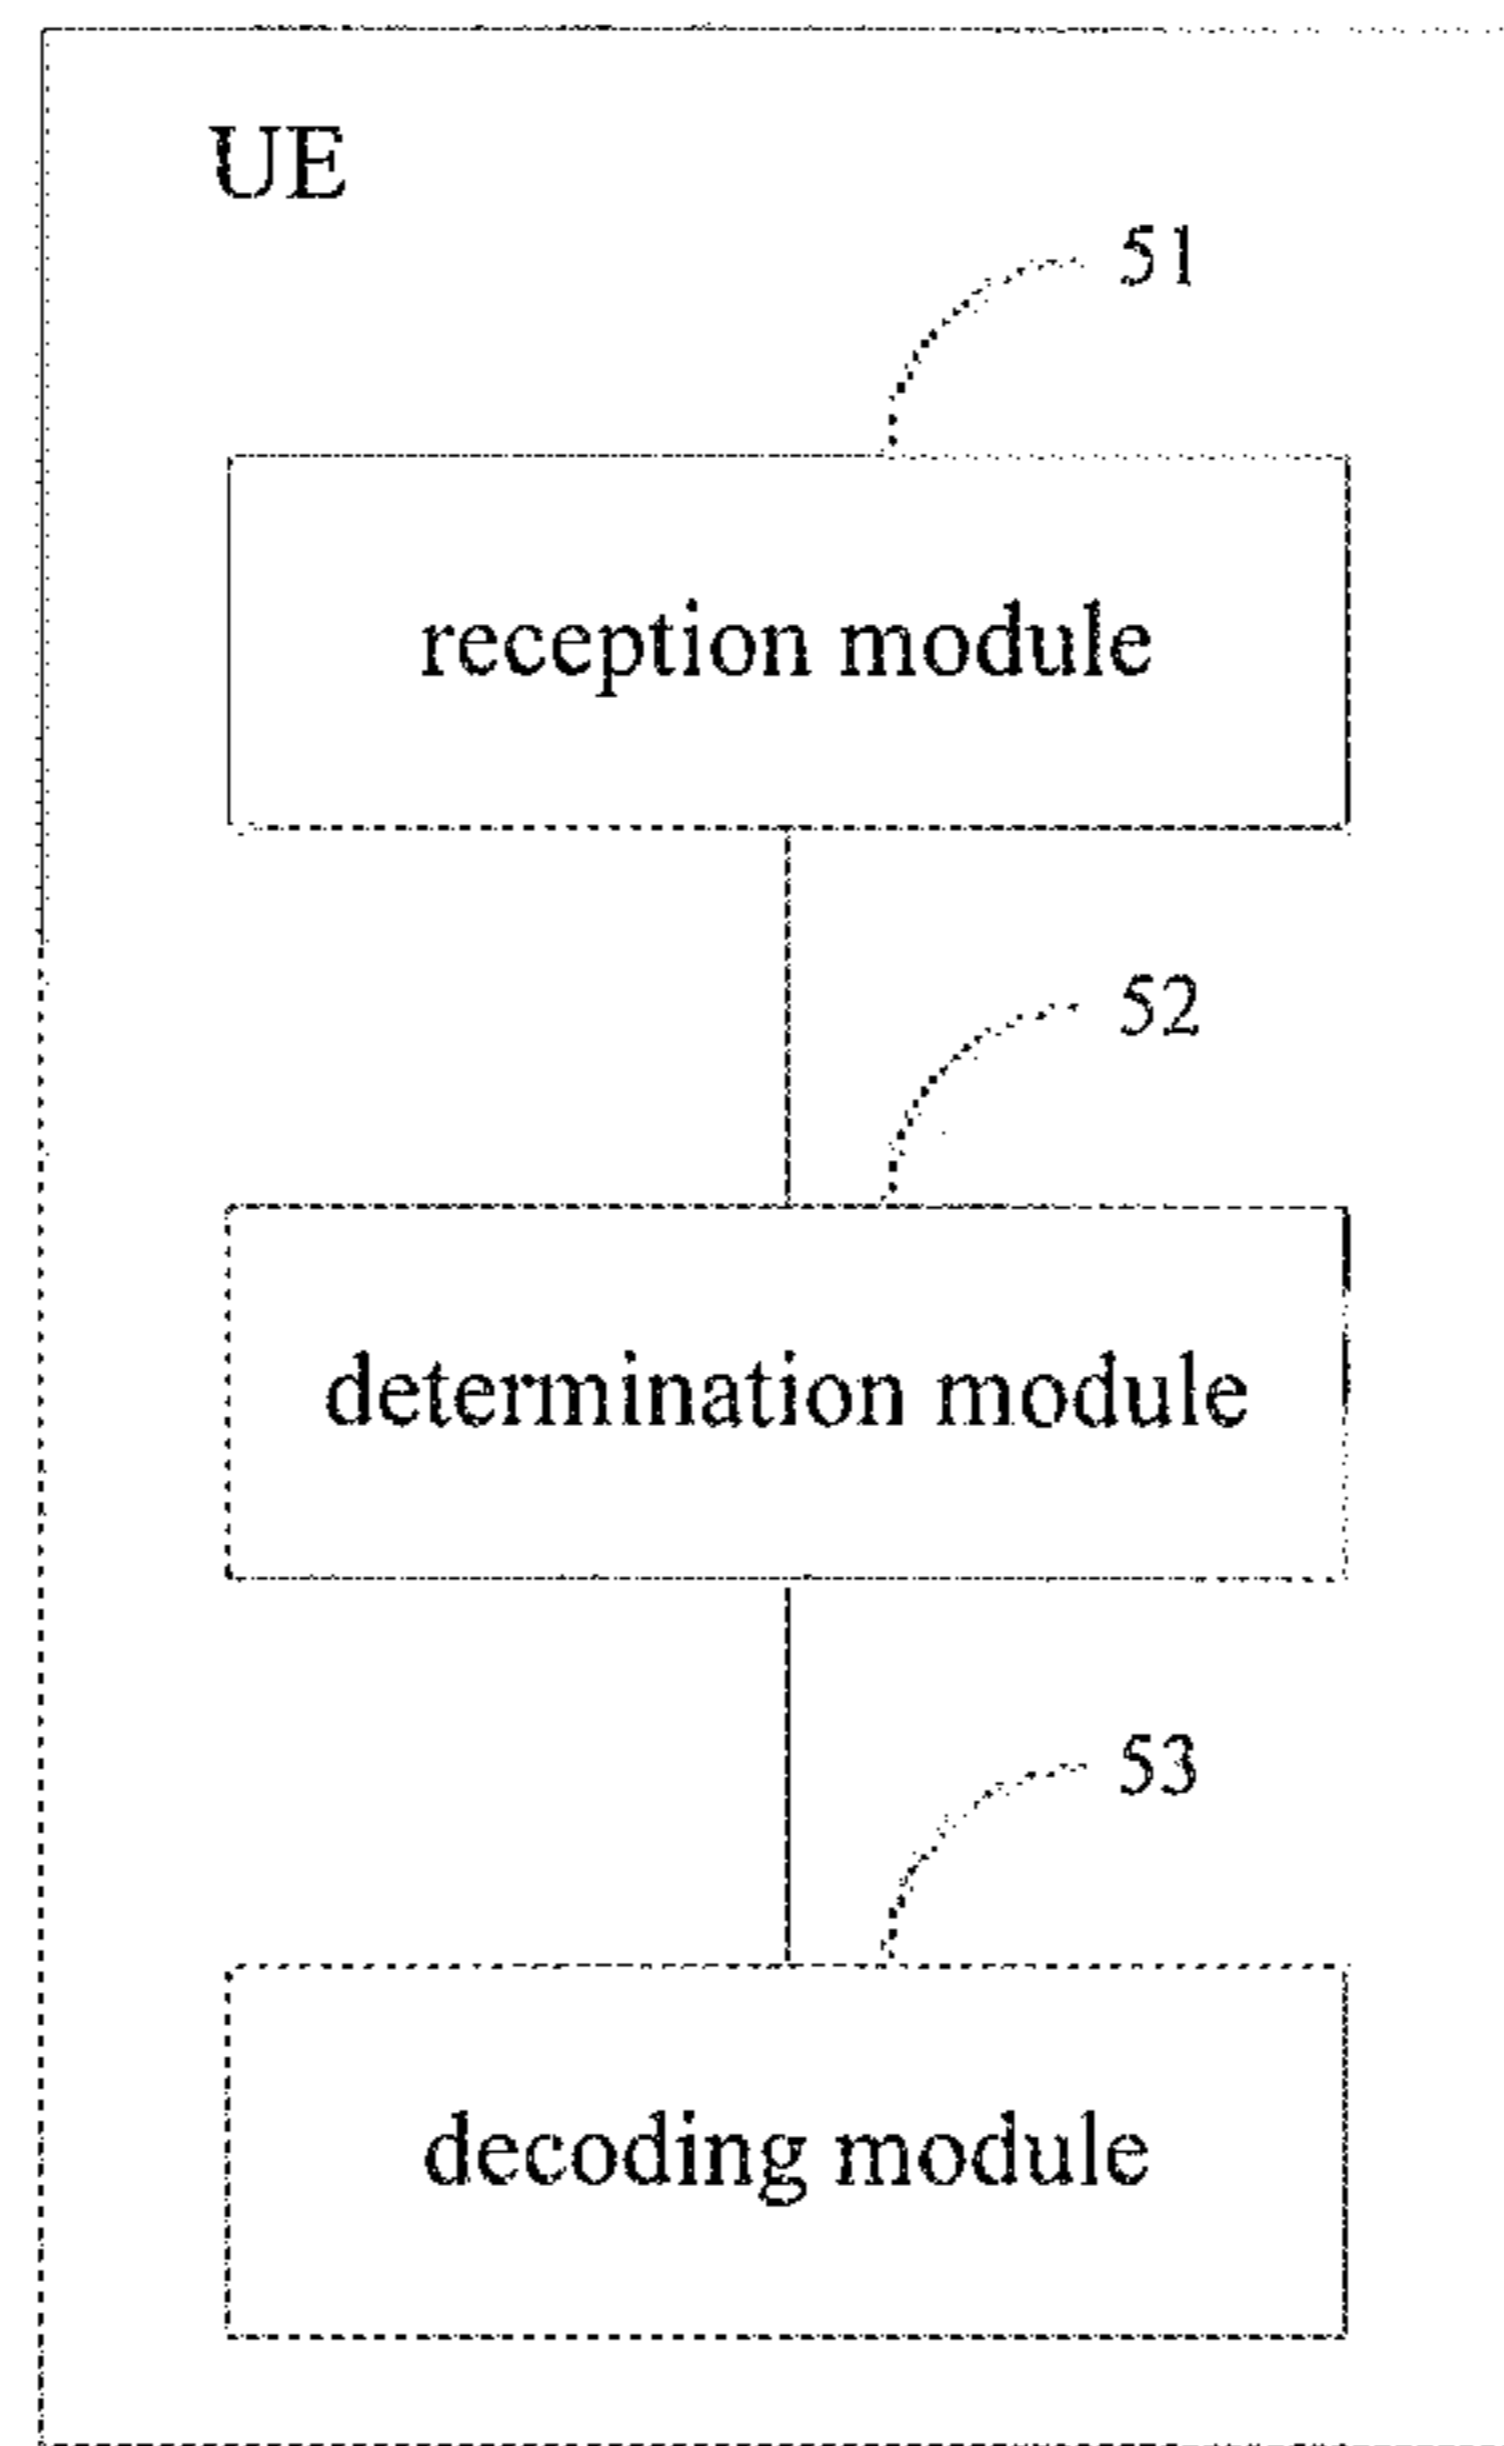 UE
51
reception module
52
determination module
53
decoding module